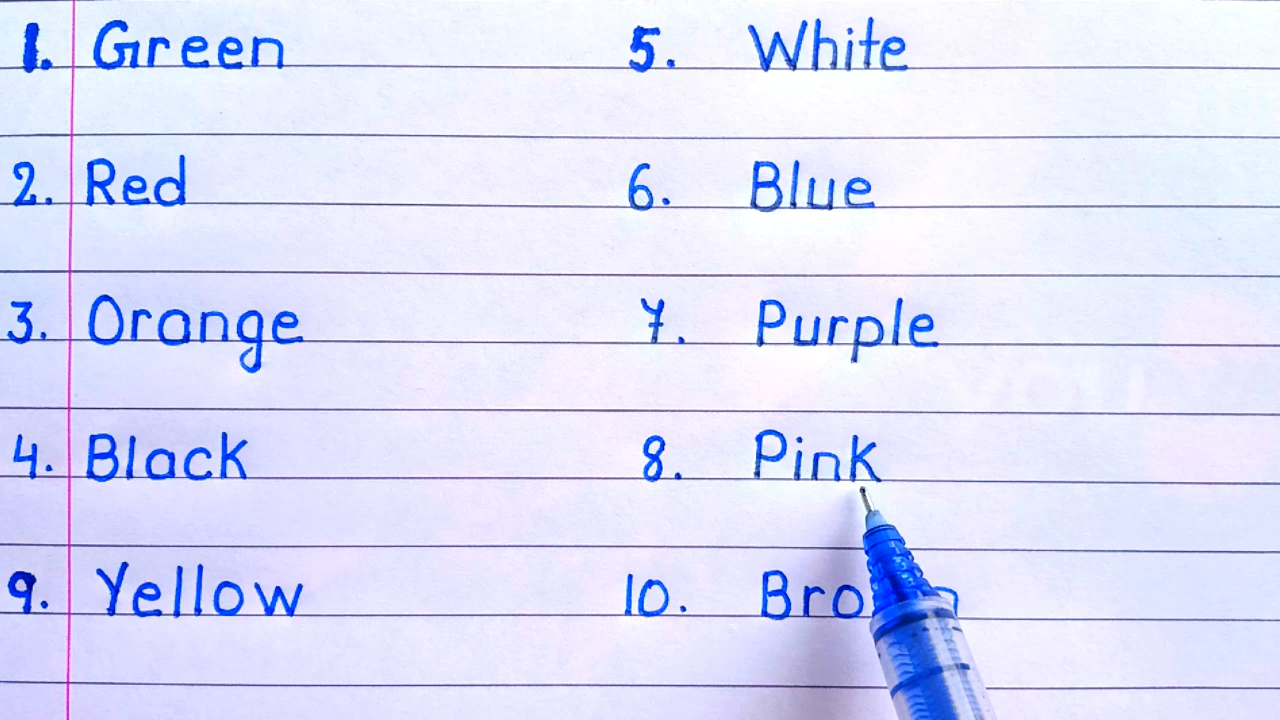 1. Green
5. White
2. Red
6. Blue
3. Orange
7. Purple
4. Black
8. Pink
9. Yellow
10.